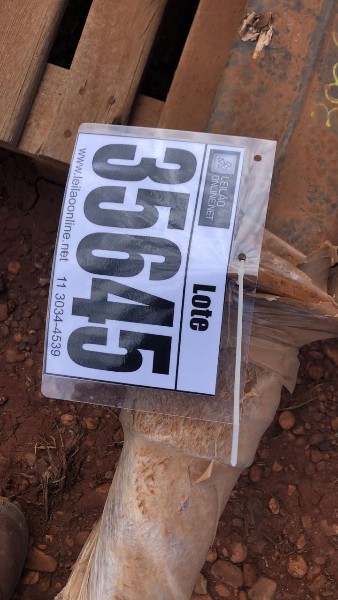 LEILÃO
ONLINE.NET
Lote
35645
www.leilaoonline.net 11 3034-4539